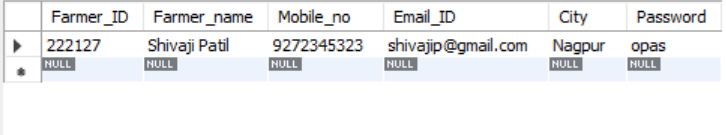 Farmer_ID Farmer_name Mobile_no Email_ID City Password
222127 Shivaji Patil 9272345323 shivajip@gmail.com Nagpur opas
NULL NULL NULL NULL NULL NULL